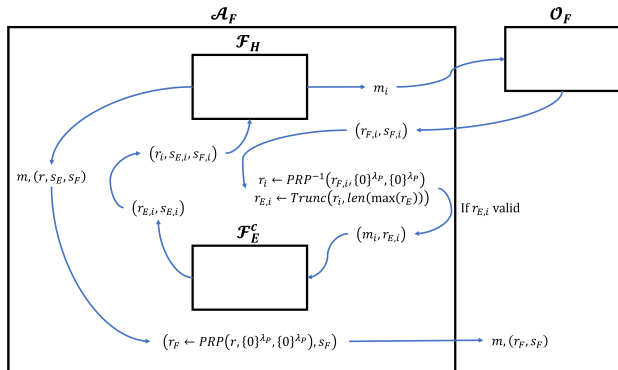 𝓐_F
𝓞_F
𝓕_H
m_i
(r_{F,i}, s_{F,i})
(r_i, s_{E,i}, s_{F,i})
m, (r, s_E, s_F)
r_i ← PRP^{-1}(r_{F,i}, {0}^{λ_P}, {0}^{λ_P})
r_{E,i} ← Trunc(r_i, len(max(r_E)))
(r_{E,i}, s_{E,i})
If r_{E,i} valid
𝓕_E^c
(m_i, r_{E,i})
(r_F ← PRP(r, {0}^{λ_P}, {0}^{λ_P}), s_F)
m, (r_F, s_F)